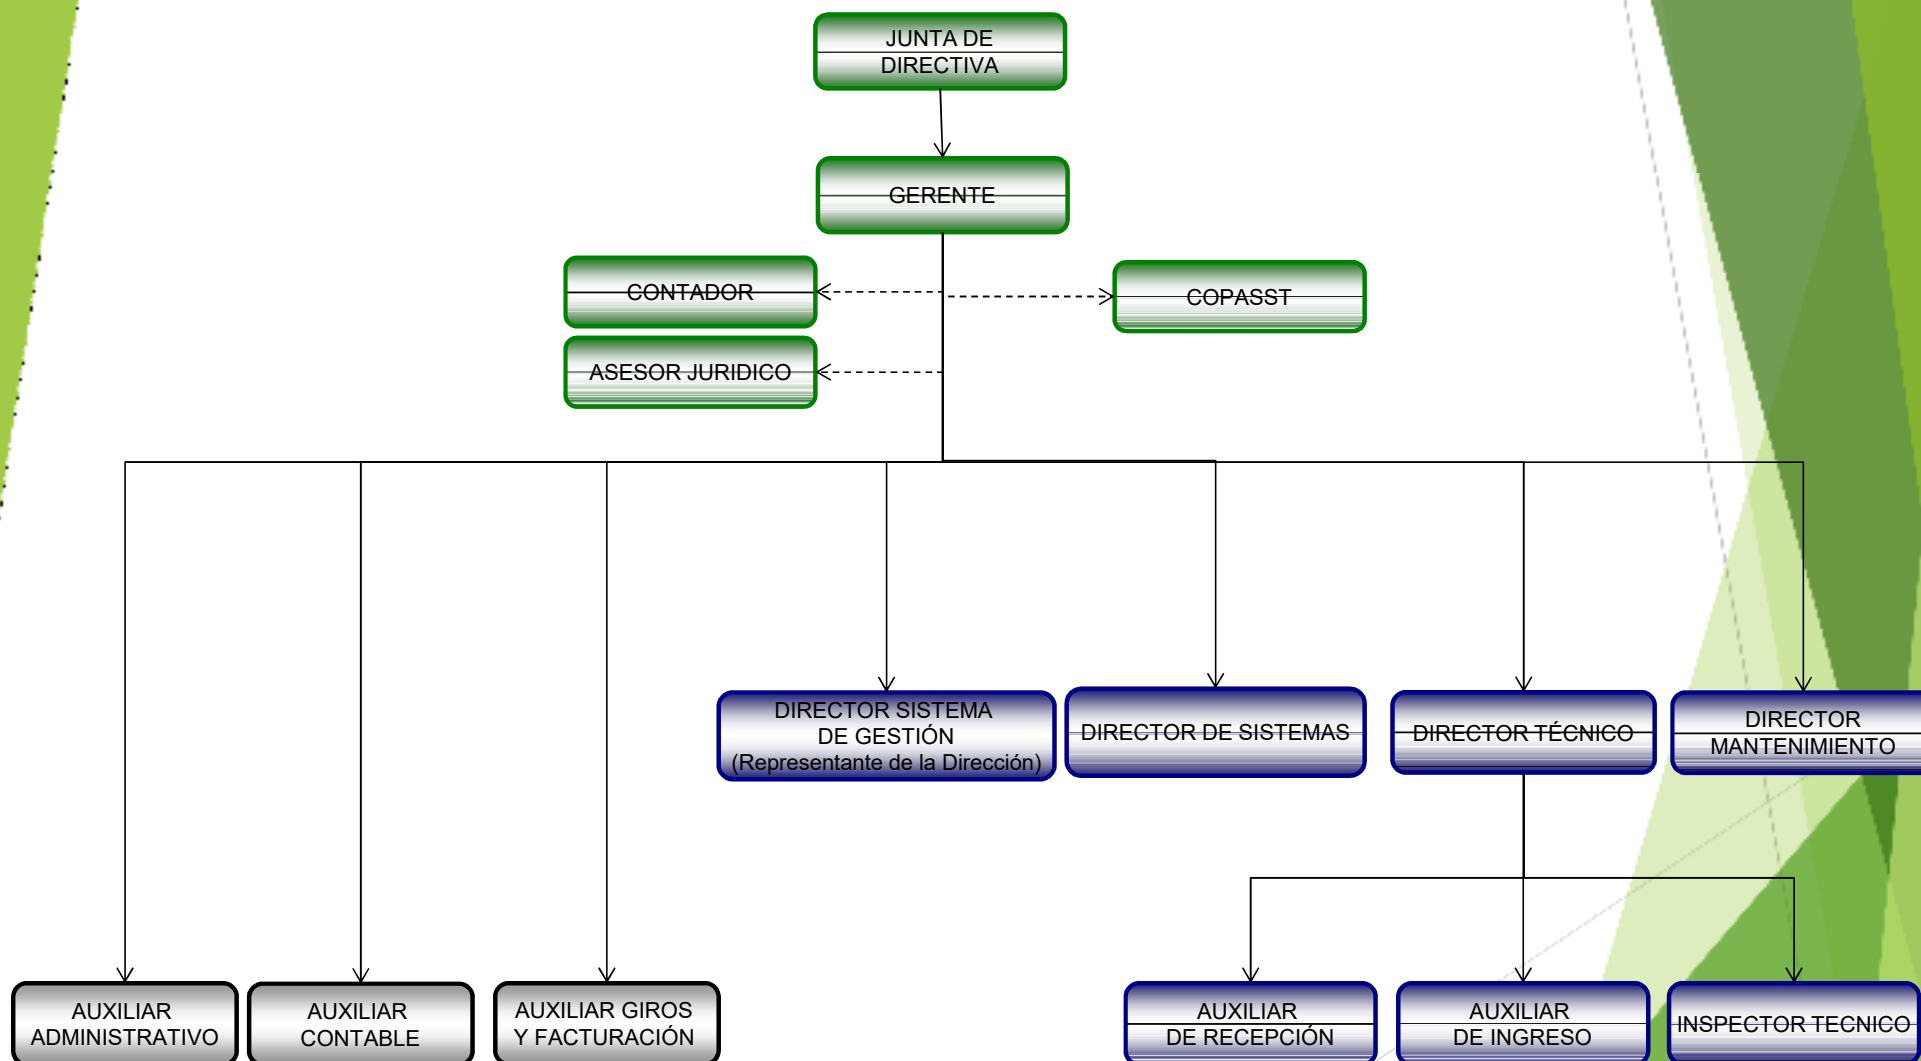 JUNTA DE
DIRECTIVA
GERENTE
CONTADOR
COPASST
ASESOR JURIDICO
DIRECTOR SISTEMA
DE GESTIÓN
(Representante de la Dirección)
DIRECTOR DE SISTEMAS
DIRECTOR TÉCNICO
DIRECTOR
MANTENIMIENTO
AUXILIAR
ADMINISTRATIVO
AUXILIAR
CONTABLE
AUXILIAR GIROS
Y FACTURACIÓN
AUXILIAR
DE RECEPCIÓN
AUXILIAR
DE INGRESO
INSPECTOR TECNICO